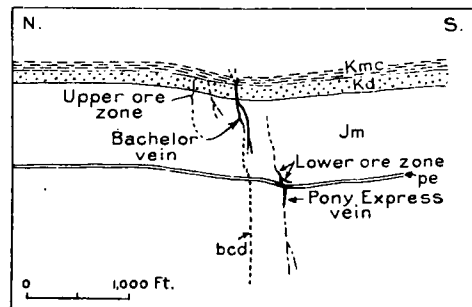 N.
S.
Kmc
Kd
Upper ore
zone
Jm
Bachelor
vein
Lower ore zone
pe
Pony Express
vein
bcd
0 1,000 Ft.